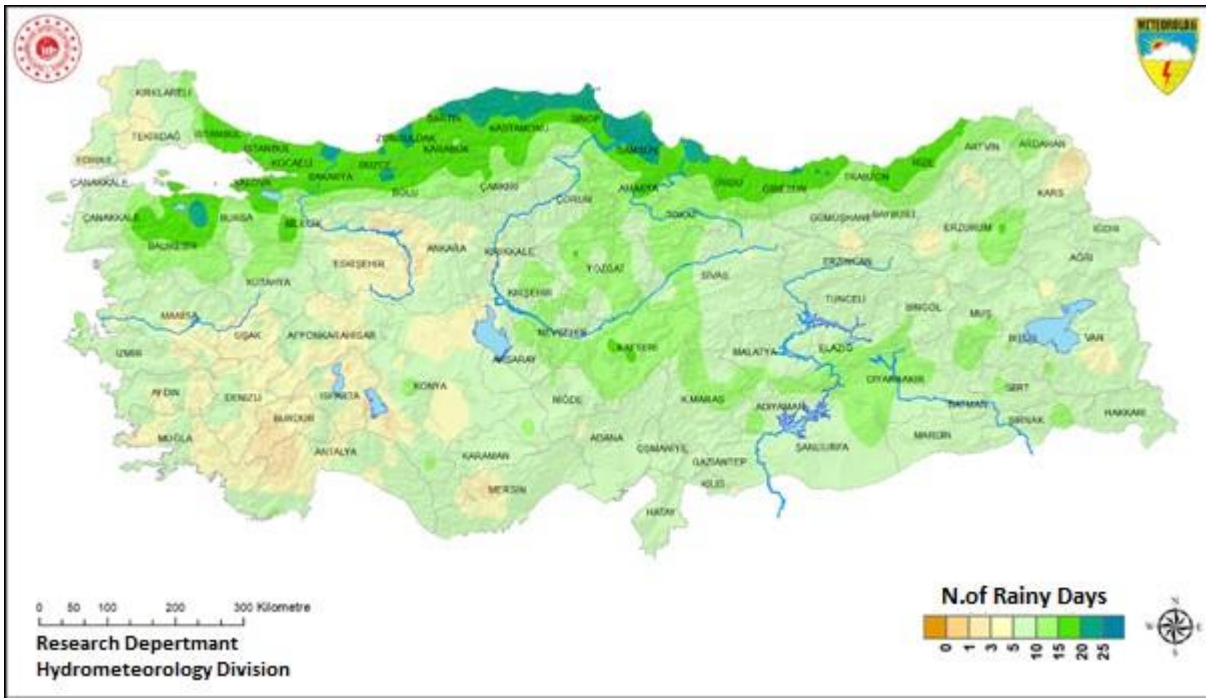 METEOROLOJİ
KIRKLARELİ
TEKİRDAĞ
EDİRNE
İSTANBUL
İSTANBUL
KOCAELİ
YALOVA
SAKARYA
DÜZCE
ZONGULDAK
BARTIN
KARABÜK
KASTAMONU
SİNOP
SAMSUN
ORDU
GİRESUN
TRABZON
RİZE
ARTVİN
ARDAHAN
ÇANAKKALE
ÇANAKKALE
BALIKESİR
BURSA
BİLECİK
BOLU
ÇANKIRI
ÇORUM
AMASYA
TOKAT
GÜMÜŞHANE
BAYBURT
ERZURUM
KARS
IĞDIR
AĞRI
ESKİŞEHİR
ANKARA
KIRIKKALE
YOZGAT
SİVAS
ERZİNCAN
KÜTAHYA
KIRŞEHİR
TUNCELİ
BİNGÖL
MUŞ
BİTLİS
VAN
MANİSA
UŞAK
AFYONKARAHİSAR
NEVŞEHİR
KAYSERİ
MALATYA
ELAZIĞ
İZMİR
AKSARAY
DİYARBAKIR
SİİRT
AYDIN
DENİZLİ
ISPARTA
KONYA
NİĞDE
K.MARAŞ
ADIYAMAN
BATMAN
ŞIRNAK
HAKKARİ
BURDUR
MUĞLA
ANTALYA
KARAMAN
ADANA
OSMANİYE
GAZİANTEP
ŞANLIURFA
MARDİN
KİLİS
MERSİN
HATAY
0 50 100 200 300 Kilometre
Research Depertmant
Hydrometeorology Division
N.of Rainy Days
0 1 3 5 10 15 20 25
N
W E
S